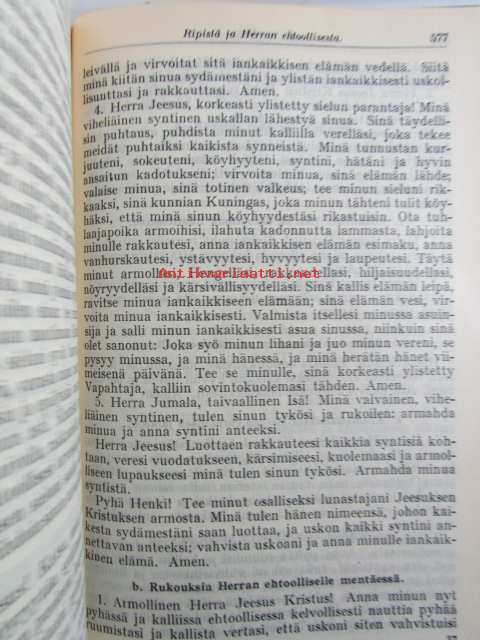 Ripistä ja Herran ehtoollisesta. 577
leivällä ja virvoitat sitä iankaikkisen elämän vedellä. Siitä
minä kiitän sinua sydämestäni ja ylistän iankaikkisesti uskol-
lisuuttasi ja rakkauttasi. Amen.
4. Herra Jeesus, korkeasti ylistetty sielun parantaja! Minä
viheliäinen syntinen uskallan lähestyä sinua. Sinä täydelli-
sin puhtaus, puhdista minut kalliilla verelläsi, joka tekee
meidät puhtaiksi kaikista synneistä. Minä tunnustan kur-
juuteni, sokeuteni, köyhyyteni, syntini, hätäni ja hyvin
ansaitun kadotukseni; virvoita minua, sinä elämän lähde;
valaise minua, sinä totinen valkeus; tee minun sieluni rik-
kaaksi, sinä kunnian Kuningas, joka minun tähteni tulit köy-
häksi, että minä sinun köyhyydestäsi rikastuisin. Ota tuh-
laajapoika armoihisi, ilahuta kadonnutta lammasta, lahjoita
minulle rakkautesi, anna iankaikkisen elämän esimaku, anna
vanhurskautesi, ystävyytesi, hyvyytesi ja laupeutesi. Täytä
minut armollasi, Hengelläsi, rakkaudellasi, hiljaisuudellasi,
nöyryydelläsi ja kärsivällisyydelläsi. Sinä kallis elämän leipä,
ravitse minua iankaikkiseen elämään; sinä elämän vesi, vir-
voita minua iankaikkisesti. Valmista itsellesi minussa asuin-
sija ja salli minun iankaikkisesti asua sinussa, niinkuin sinä
olet sanonut: Joka syö minun lihani ja juo minun vereni, se
pysyy minussa, ja minä hänessä, ja minä herätän hänet vii-
meisenä päivänä. Tee se minulle, sinä korkeasti ylistetty
Vapahtaja, kalliin sovintokuolemasi tähden. Amen.
5. Herra Jumala, taivaallinen Isä! Minä vaivainen, vihe-
liäinen syntinen, tulen sinun tykösi ja rukoilen: armahda
minua ja anna syntini anteeksi.
Herra Jeesus! Luottaen rakkauteesi kaikkia syntisiä koh-
taan, veresi vuodatukseen, kärsimiseesi, kuolemaasi ja armol-
liseen lupaukseesi minä tulen sinun tykösi. Armahda minua
syntistä.
Pyhä Henki! Tee minut osalliseksi lunastajani Jeesuksen
Kristuksen armosta. Minä tulen hänen nimeensä, johon kai-
kesta sydämestäni saan luottaa, ja uskon kaikki syntini an-
nettavan anteeksi; vahvista uskoani ja anna minulle iankaik-
kinen elämä. Amen.
b. Rukouksia Herran ehtoolliselle mentäessä.
1. Armollinen Herra Jeesus Kristus! Anna minun nyt
pyhässä ja kalliissa ehtoollisessa kelvollisesti nauttia pyhää
ruumistasi ja kallista vertasi, että uskoni siten vahvistuisi
37